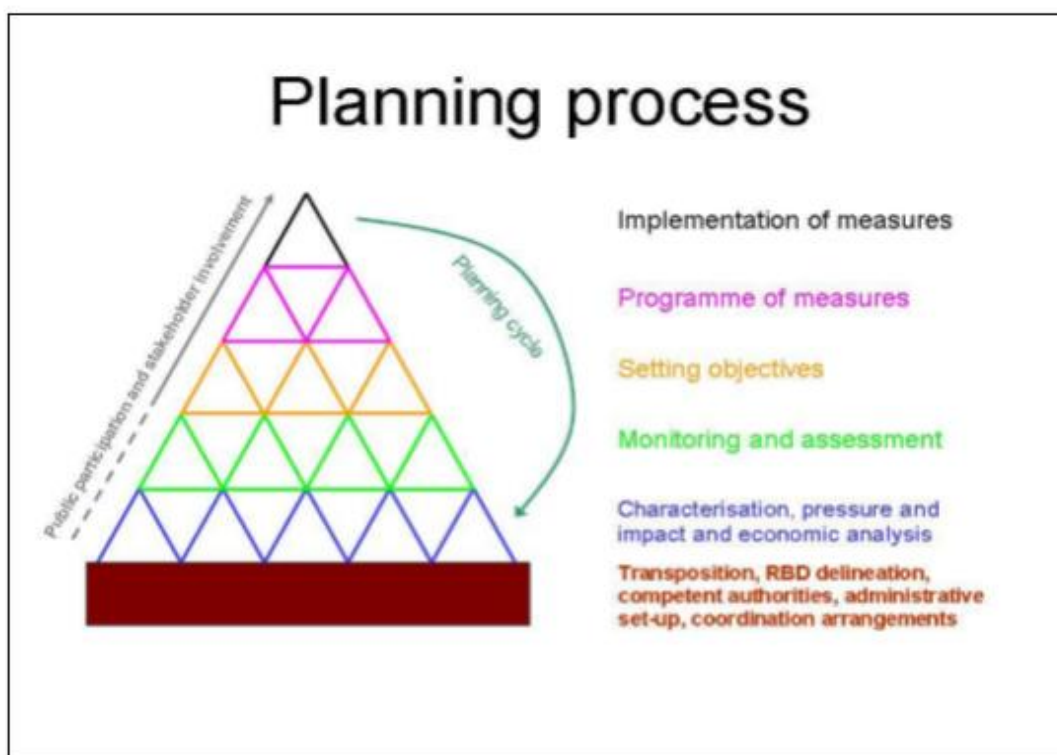 Planning process
Public participation and stakeholder involvement
Planning cycle
Implementation of measures
Programme of measures
Setting objectives
Monitoring and assessment
Characterisation, pressure and
impact and economic analysis
Transposition, RBD delineation,
competent authorities, administrative
set-up, coordination arrangements